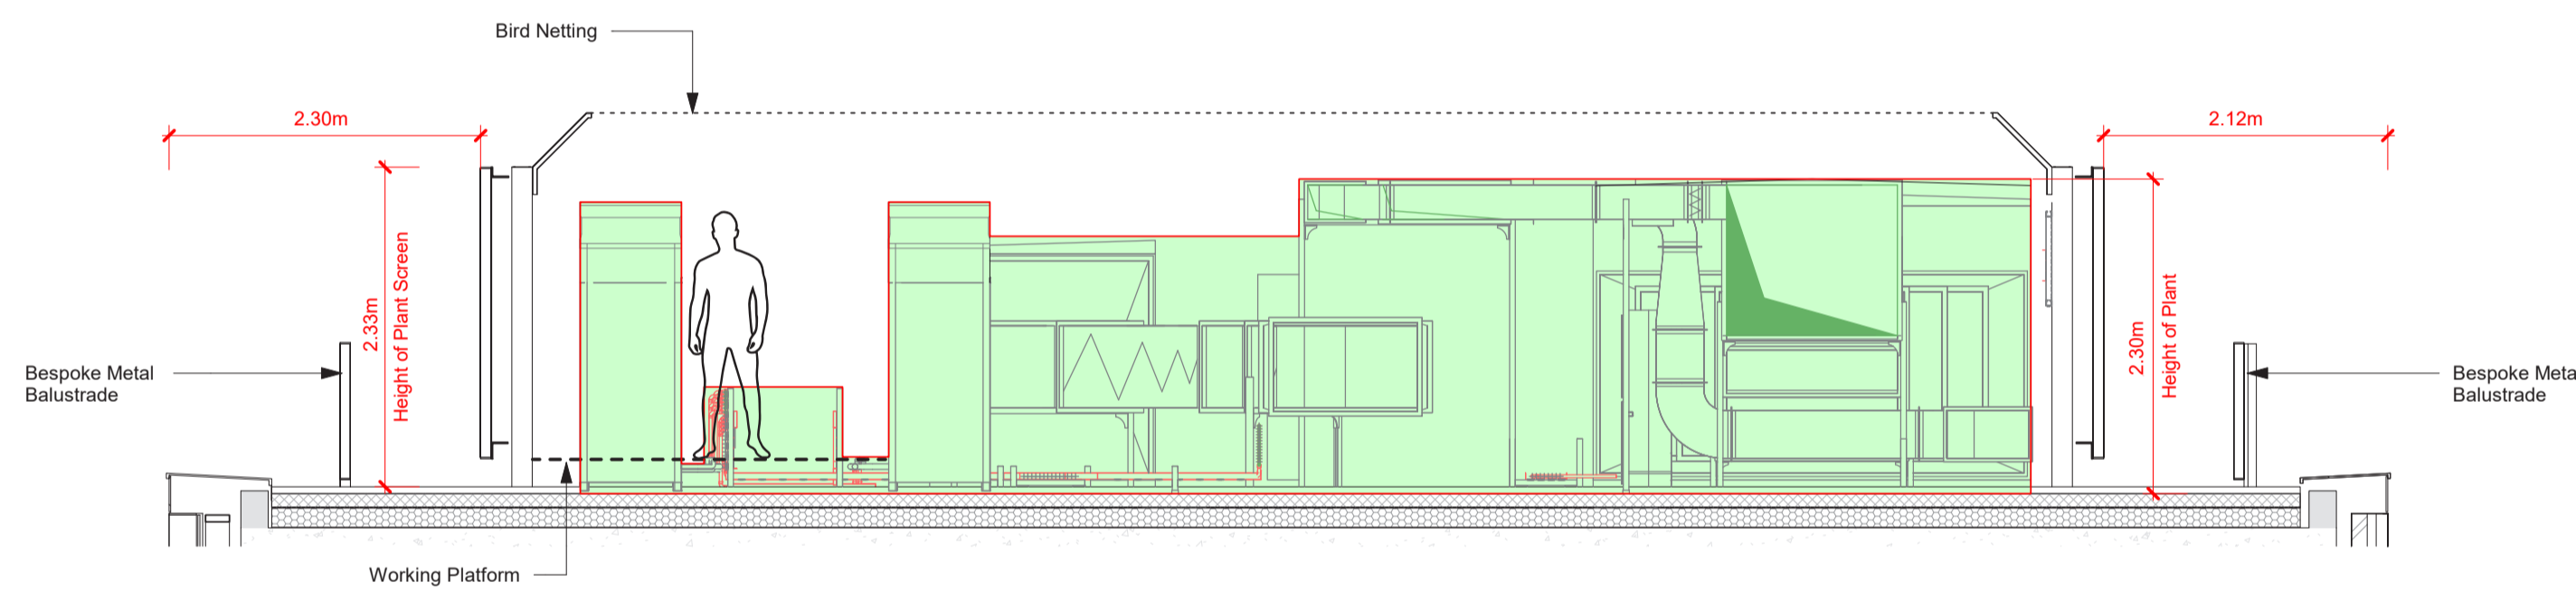 Bird Netting
2.30m
2.12m
2.33m
Height of Plant Screen
2.30m
Height of Plant
Bespoke Metal
Balustrade
Bespoke Meta
Balustrade
Working Platform